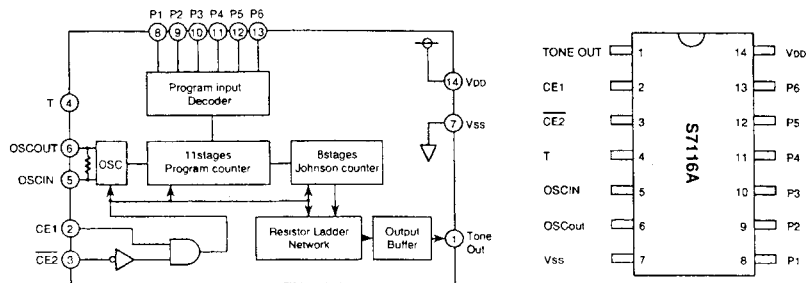 P1 P2 P3 P4 P5 P6
8 9 10 11 12 13
Program input
Decoder
14 VDD
T 4
7 Vss
OSCOUT 6
OSCIN 5
OSC
11stages
Program counter
8stages
Johnson counter
CE1 2
CE2 3
Resistor Ladder
Network
Output
Buffer
1 Tone
Out
TONE OUT 1 14 VDD
CE1 2 13 P6
CE2 3 12 P5
T 4 11 P4
OSCIN 5 10 P3
OSCout 6 9 P2
Vss 7 8 P1
S7116A